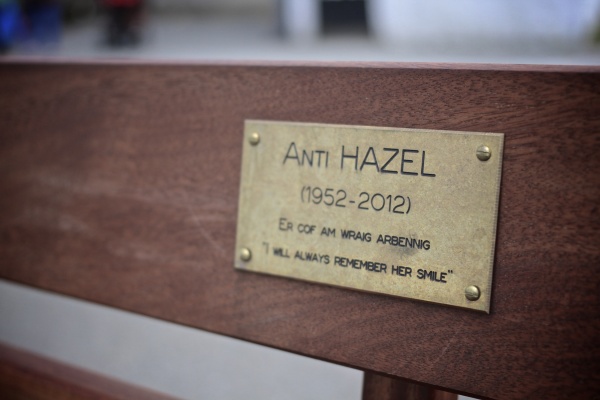 Anti HAZEL
(1952-2012)
Er cof am wraig arbennig
"I will always remember her smile"